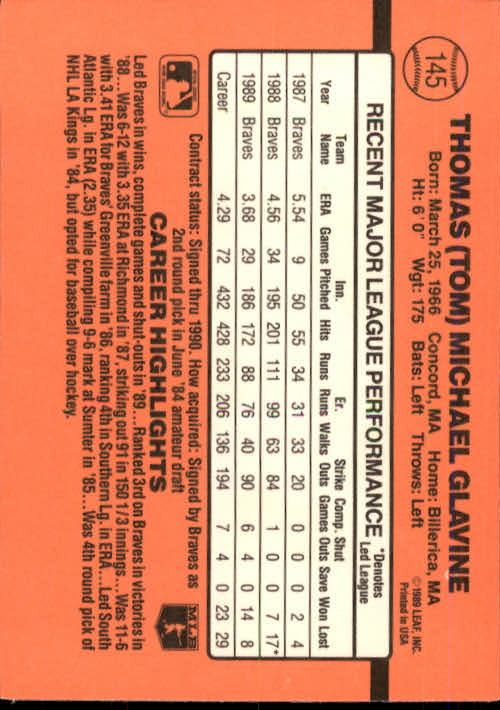 145
THOMAS (TOM) MICHAEL GLAVINE
Born: March 25, 1966 Concord, MA Home: Billerica, MA
Ht: 6' 0" Wgt: 175 Bats: Left Throws: Left
©1989 LEAF, INC.
Printed in USA
RECENT MAJOR LEAGUE PERFORMANCE
*Denotes
Led League
Team Inn. Er. Strike Comp. Shut
Year Name ERA Games Pitched Hits Runs Runs Walks Outs Games Outs Save Won Lost
1987 Braves 5.54 9 50 55 34 31 33 20 0 0 0 2 4
1988 Braves 4.56 34 195 201 111 99 63 84 1 0 0 7 17*
1989 Braves 3.68 29 186 172 88 76 40 90 6 4 0 14 8
Career 4.29 72 432 428 233 206 136 194 7 4 0 23 29
Contract status: Signed thru 1990. How acquired: Signed by Braves as
2nd round pick in June '84 amateur draft
MLB
CAREER HIGHLIGHTS
Led Braves in wins, complete games and shut-outs in '89...Ranked 3rd on Braves in victories in
'88...Was 6-12 with 3.35 ERA at Richmond in '87, striking out 91 in 150 1/3 innings...Was 11-6
with 3.41 ERA for Braves' Greenville farm in '86, ranking 4th in Southern Lg. in ERA...Led South
Atlantic Lg. in ERA (2.35) while compiling 9-6 mark at Sumter in '85...Was 4th round pick of
NHL LA Kings in '84, but opted for baseball over hockey.